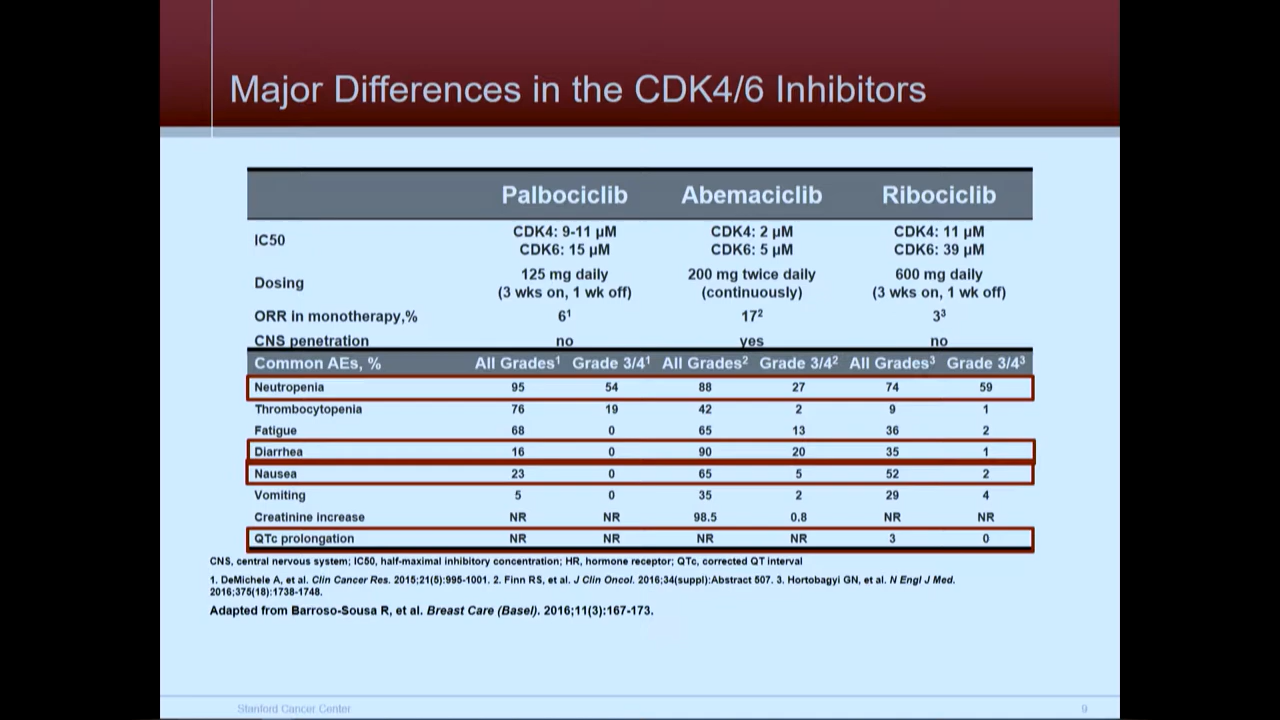 Major Differences in the CDK4/6 Inhibitors
Palbociclib Abemaciclib Ribociclib
IC50 CDK4: 9-11 µM CDK4: 2 µM CDK4: 11 µM
CDK6: 15 µM CDK6: 5 µM CDK6: 39 µM
Dosing 125 mg daily 200 mg twice daily 600 mg daily
(3 wks on, 1 wk off) (continuously) (3 wks on, 1 wk off)
ORR in monotherapy,% 6¹ 17² 3³
CNS penetration no yes no
Common AEs, % All Grades¹ Grade 3/4¹ All Grades² Grade 3/4² All Grades³ Grade 3/4³
Neutropenia 95 54 88 27 74 59
Thrombocytopenia 76 19 42 2 9 1
Fatigue 68 0 65 13 36 2
Diarrhea 16 0 90 20 35 1
Nausea 23 0 65 5 52 2
Vomiting 5 0 35 2 29 4
Creatinine increase NR NR 98.5 0.8 NR NR
QTc prolongation NR NR NR NR 3 0
CNS, central nervous system; IC50, half-maximal inhibitory concentration; HR, hormone receptor; QTc, corrected QT interval
1. DeMichele A, et al. Clin Cancer Res. 2015;21(5):995-1001. 2. Finn RS, et al. J Clin Oncol. 2016;34(suppl):Abstract 507. 3. Hortobagyi GN, et al. N Engl J Med.
2016;375(18):1738-1748.
Adapted from Barroso-Sousa R, et al. Breast Care (Basel). 2016;11(3):167-173.
Stanford Cancer Center 9